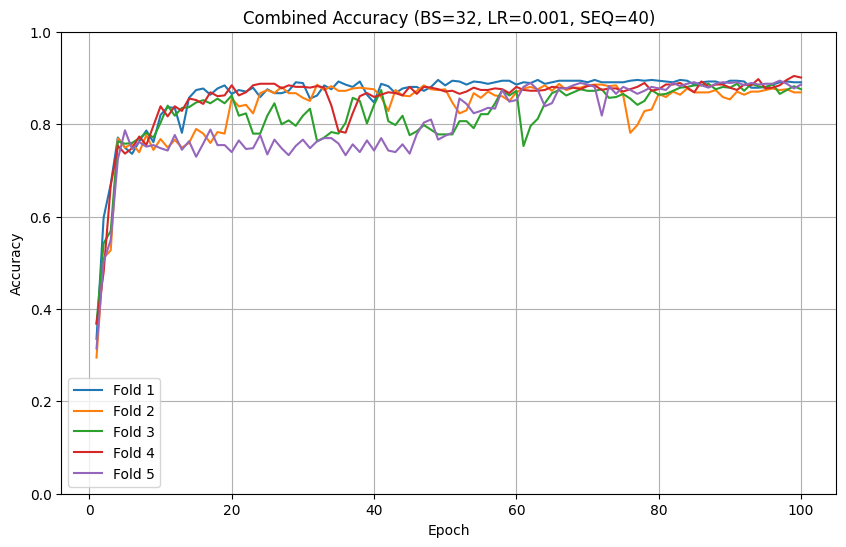 Combined Accuracy (BS=32, LR=0.001, SEQ=40)
1.0
0.8
0.6
0.4
0.2
0.0
Accuracy
Fold 1
Fold 2
Fold 3
Fold 4
Fold 5
0 20 40 60 80 100
Epoch